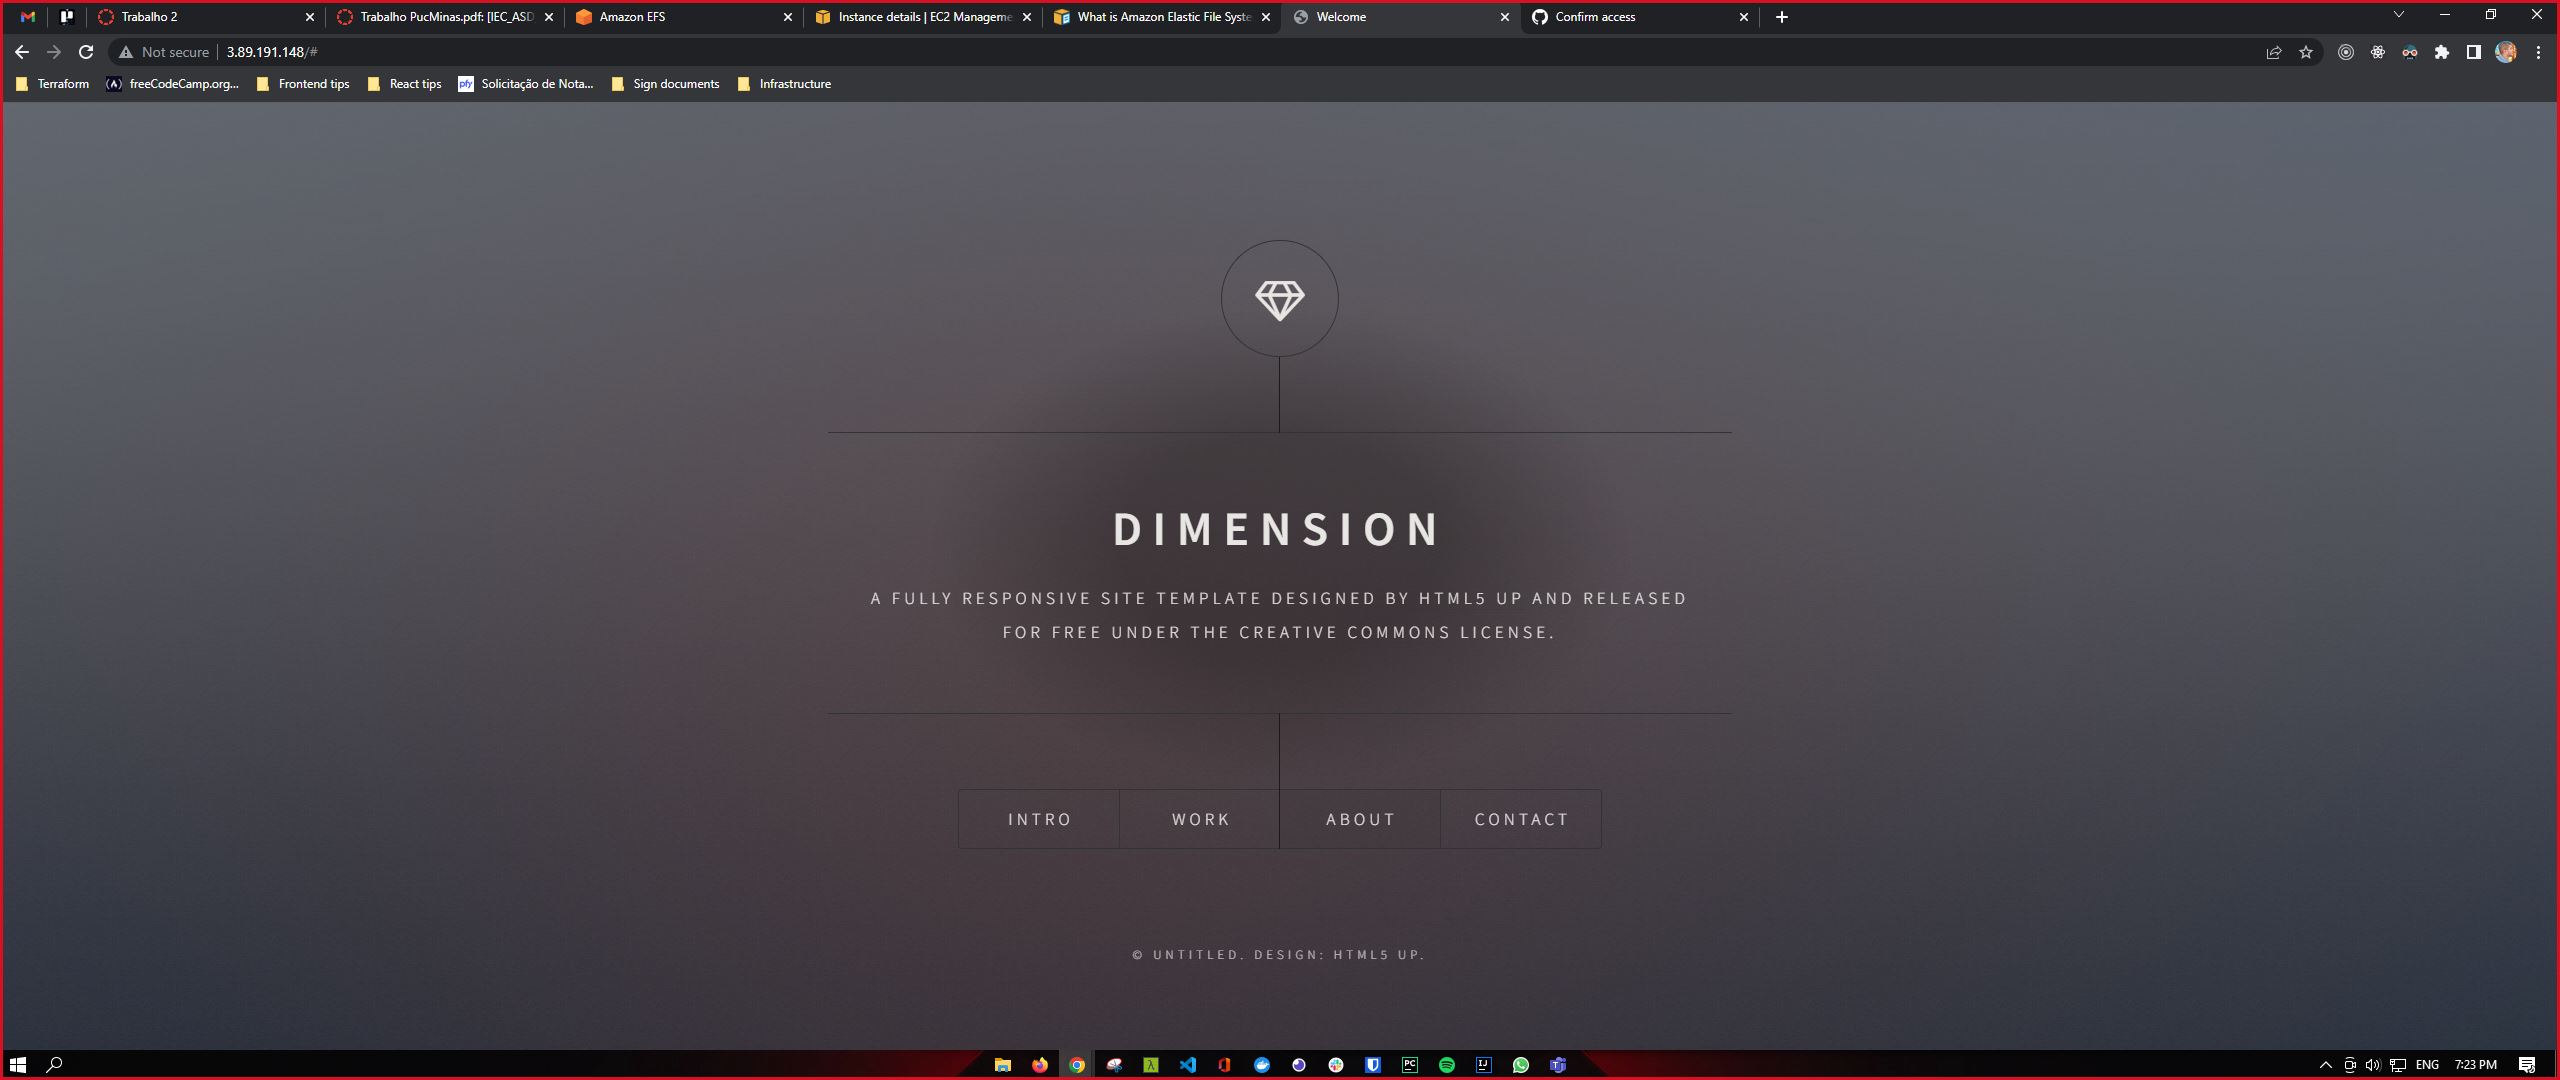 Trabalho 2
Trabalho PucMinas.pdf: [IEC_ASD
Amazon EFS
Instance details | EC2 Manageme
What is Amazon Elastic File Syste
Welcome
Confirm access
Not secure
3.89.191.148/#
Terraform
freeCodeCamp.org...
Frontend tips
React tips
pfy
Solicitação de Nota...
Sign documents
Infrastructure
DIMENSION
A FULLY RESPONSIVE SITE TEMPLATE DESIGNED BY HTML5 UP AND RELEASED
FOR FREE UNDER THE CREATIVE COMMONS LICENSE.
INTRO
WORK
ABOUT
CONTACT
© UNTITLED. DESIGN: HTML5 UP.
PC
IJ
ENG
7:23 PM